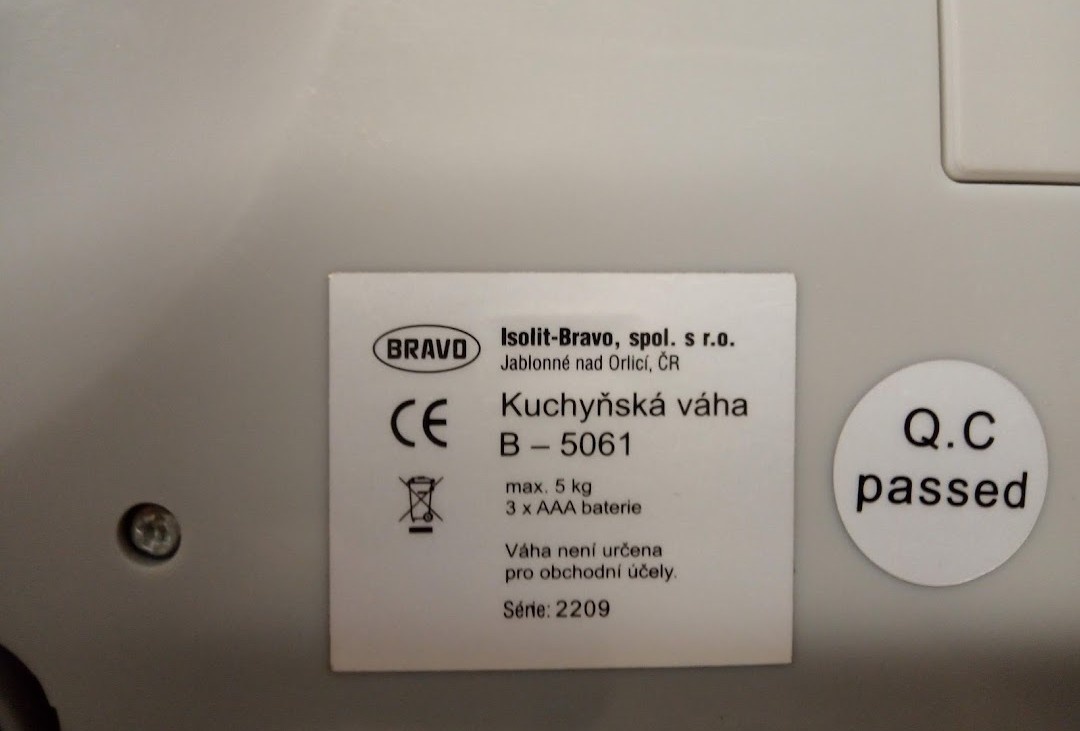 BRAVO
Isolit-Bravo, spol. s r.o.
Jablonné nad Orlicí, ČR
CE
Kuchyňská váha
B – 5061
max. 5 kg
3 x AAA baterie
Váha není určena
pro obchodní účely.
Série: 2209
Q.C
passed